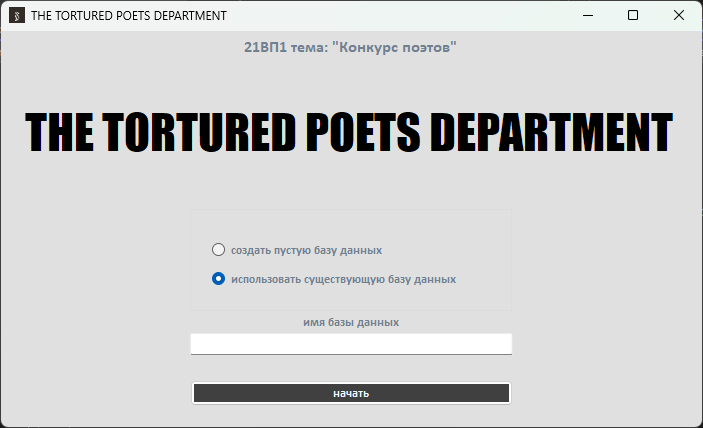 THE TORTURED POETS DEPARTMENT
21ВП1 тема: "Конкурс поэтов"
THE TORTURED POETS DEPARTMENT
создать пустую базу данных
использовать существующую базу данных
имя базы данных
начать